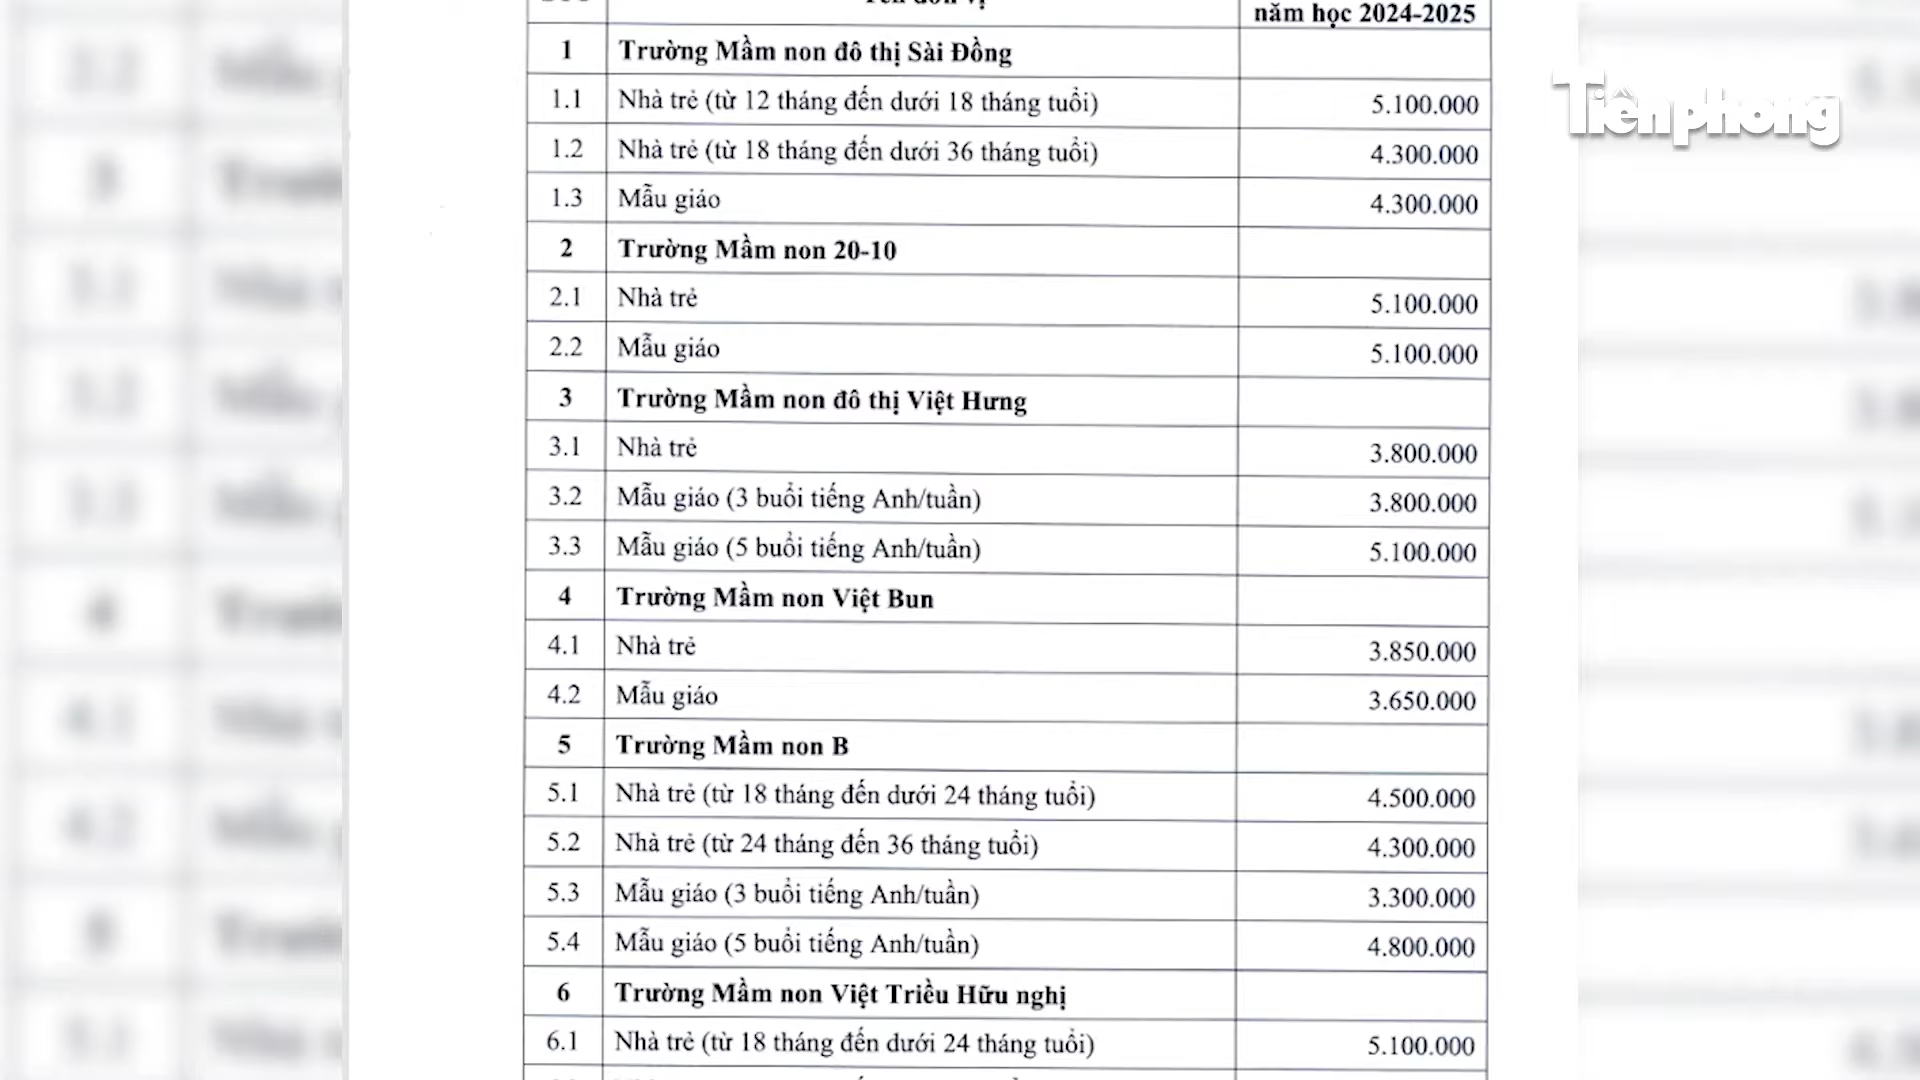 năm học 2024-2025
1 Trường Mầm non đô thị Sài Đồng
1.1 Nhà trẻ (từ 12 tháng đến dưới 18 tháng tuổi) 5.100.000
1.2 Nhà trẻ (từ 18 tháng đến dưới 36 tháng tuổi) 4.300.000
1.3 Mẫu giáo 4.300.000
2 Trường Mầm non 20-10
2.1 Nhà trẻ 5.100.000
2.2 Mẫu giáo 5.100.000
3 Trường Mầm non đô thị Việt Hưng
3.1 Nhà trẻ 3.800.000
3.2 Mẫu giáo (3 buổi tiếng Anh/tuần) 3.800.000
3.3 Mẫu giáo (5 buổi tiếng Anh/tuần) 5.100.000
4 Trường Mầm non Việt Bun
4.1 Nhà trẻ 3.850.000
4.2 Mẫu giáo 3.650.000
5 Trường Mầm non B
5.1 Nhà trẻ (từ 18 tháng đến dưới 24 tháng tuổi) 4.500.000
5.2 Nhà trẻ (từ 24 tháng đến 36 tháng tuổi) 4.300.000
5.3 Mẫu giáo (3 buổi tiếng Anh/tuần) 3.300.000
5.4 Mẫu giáo (5 buổi tiếng Anh/tuần) 4.800.000
6 Trường Mầm non Việt Triều Hữu nghị
6.1 Nhà trẻ (từ 18 tháng đến dưới 24 tháng tuổi) 5.100.000
Tiền phong